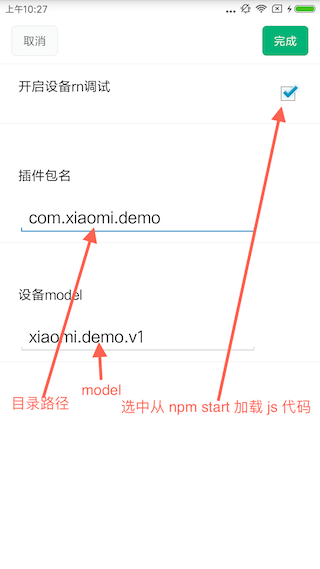 上午10:27
取消
完成
开启设备rn调试
插件包名
com.xiaomi.demo
设备model
xiaomi.demo.v1
目录路径
model
选中从 npm start 加载 js 代码